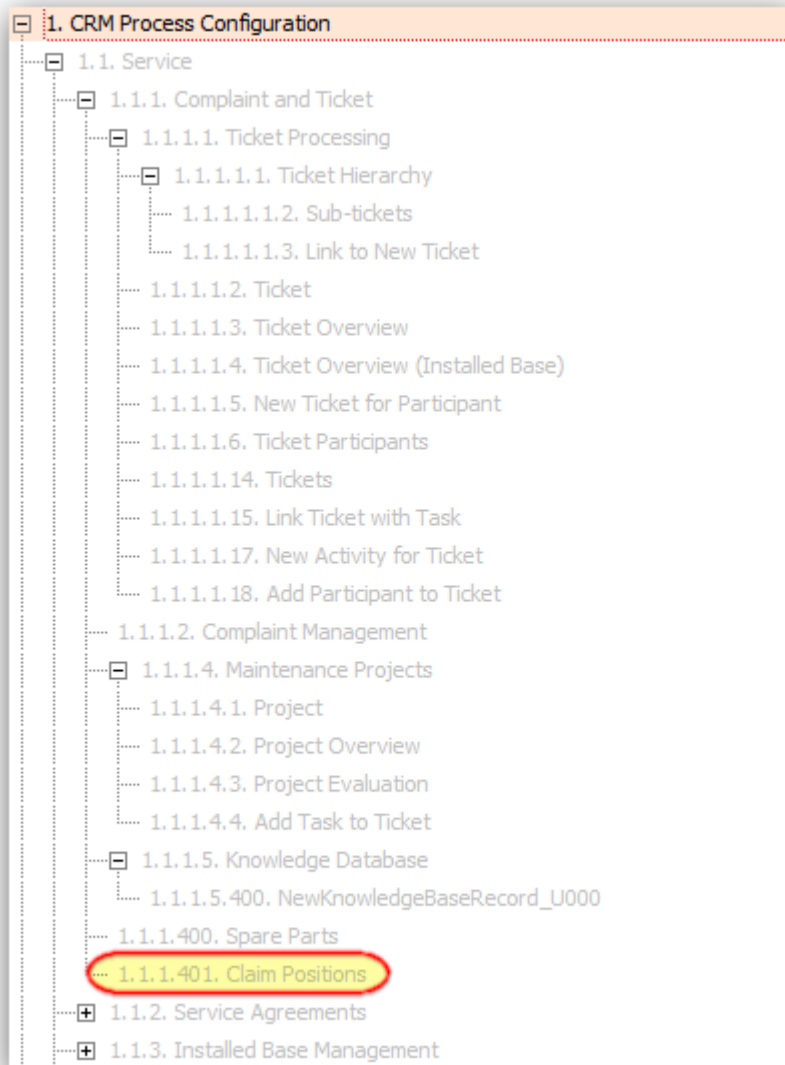 1. CRM Process Configuration
1.1. Service
1.1.1. Complaint and Ticket
1.1.1.1. Ticket Processing
1.1.1.1.1. Ticket Hierarchy
1.1.1.1.1.2. Sub-tickets
1.1.1.1.1.3. Link to New Ticket
1.1.1.1.2. Ticket
1.1.1.1.3. Ticket Overview
1.1.1.1.4. Ticket Overview (Installed Base)
1.1.1.1.5. New Ticket for Participant
1.1.1.1.6. Ticket Participants
1.1.1.1.14. Tickets
1.1.1.1.15. Link Ticket with Task
1.1.1.1.17. New Activity for Ticket
1.1.1.1.18. Add Participant to Ticket
1.1.1.2. Complaint Management
1.1.1.4. Maintenance Projects
1.1.1.4.1. Project
1.1.1.4.2. Project Overview
1.1.1.4.3. Project Evaluation
1.1.1.4.4. Add Task to Ticket
1.1.1.5. Knowledge Database
1.1.1.5.400. NewKnowledgeBaseRecord_U000
1.1.1.400. Spare Parts
1.1.1.401. Claim Positions
1.1.2. Service Agreements
1.1.3. Installed Base Management